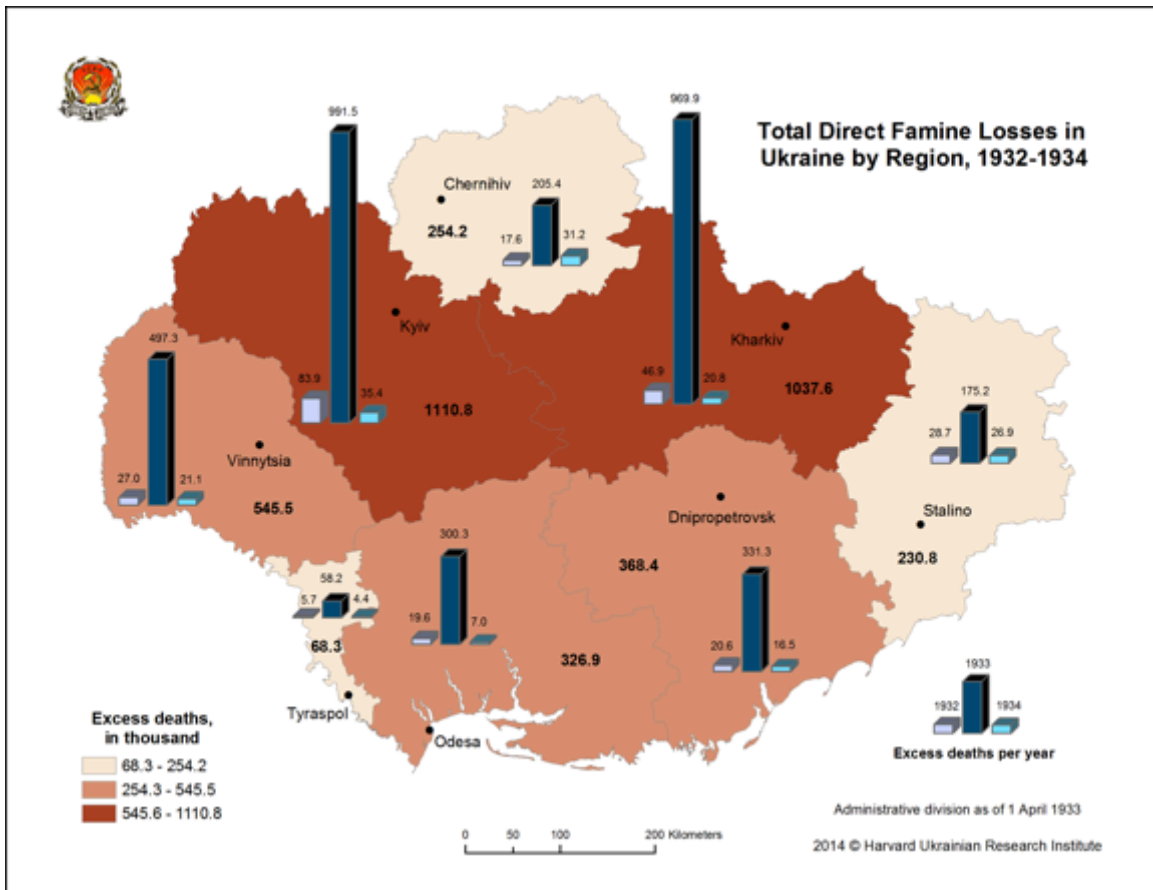 Total Direct Famine Losses in
Ukraine by Region, 1932-1934
991.5
969.9
Chernihiv
205.4
254.2
17.6
31.2
Kyiv
Kharkiv
497.3
83.9
35.4
1110.8
46.9
20.8
1037.6
175.2
28.7
26.9
Vinnytsia
27.0
21.1
545.5
Dnipropetrovsk
Stalino
300.3
368.4
331.3
230.8
58.2
5.7
4.4
19.6
7.0
68.3
326.9
20.6
16.5
Tyraspol
Odesa
1933
1932
1934
Excess deaths per year
Excess deaths,
in thousand
68.3 - 254.2
254.3 - 545.5
545.6 - 1110.8
0 50 100 200 Kilometers
Administrative division as of 1 April 1933
2014 © Harvard Ukrainian Research Institute